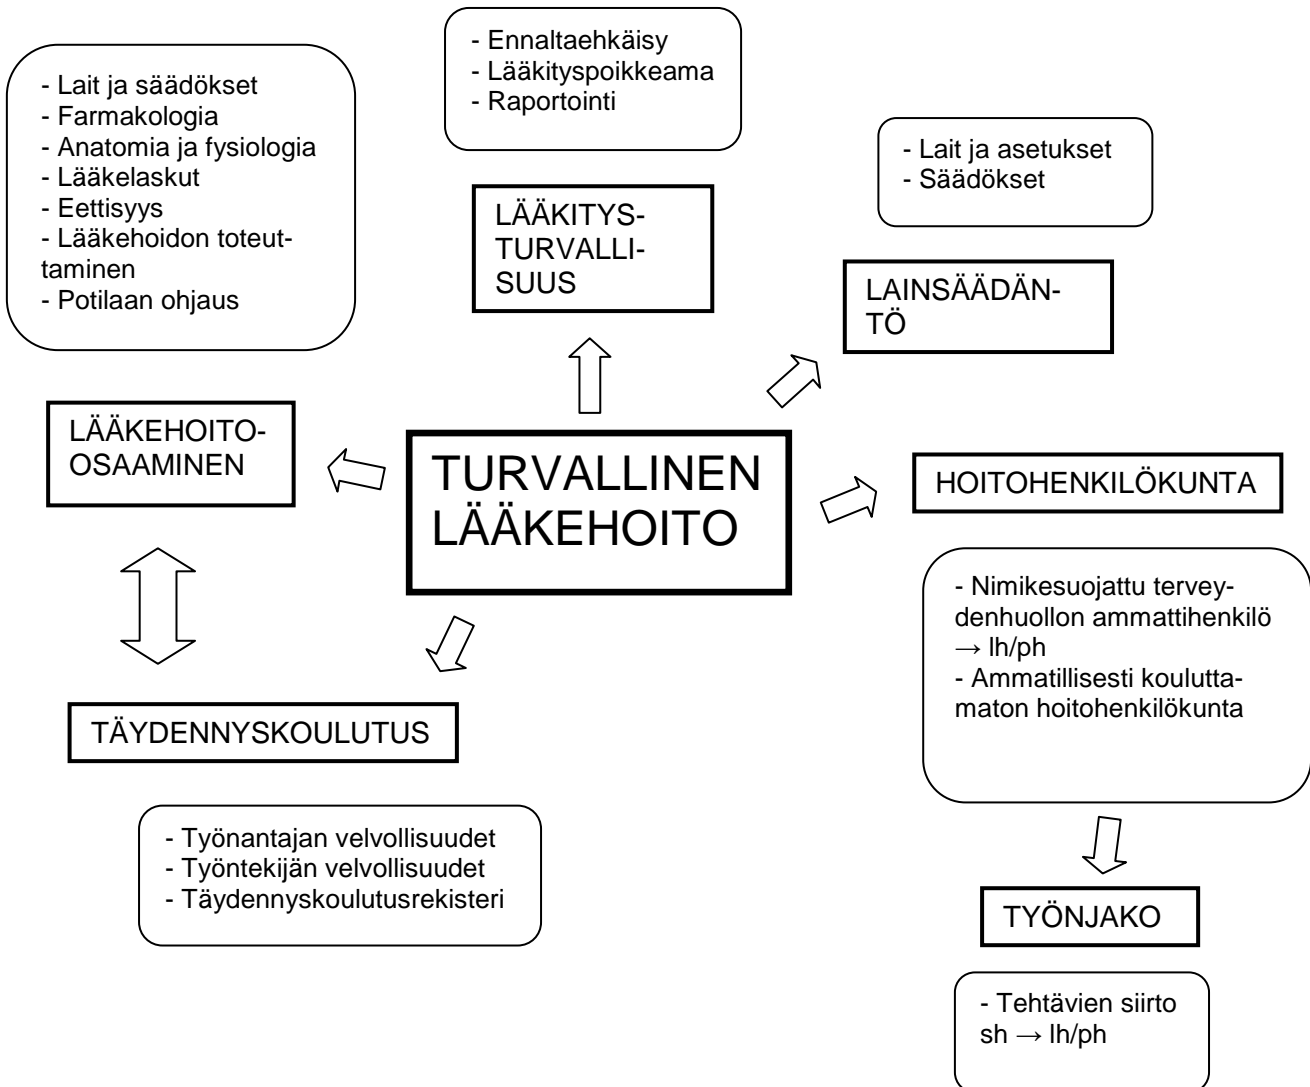 - Ennaltaehkäisy
- Lääkityspoikkeama
- Raportointi
- Lait ja säädökset
- Farmakologia
- Anatomia ja fysiologia
- Lääkelaskut
- Eettisyys
- Lääkehoidon toteut-
taminen
- Potilaan ohjaus
- Lait ja asetukset
- Säädökset
LÄÄKITYS-
TURVALLI-
SUUS
LAINSÄÄDÄN-
TÖ
LÄÄKEHOITO-
OSAAMINEN
TURVALLINEN
LÄÄKEHOITO
HOITOHENKILÖKUNTA
- Nimikesuojattu tervey-
denhuollon ammattihenkilö
→ lh/ph
- Ammatillisesti koulutta-
maton hoitohenkilökunta
TÄYDENNYSKOULUTUS
- Työnantajan velvollisuudet
- Työntekijän velvollisuudet
- Täydennyskoulutusrekisteri
TYÖNJAKO
- Tehtävien siirto
sh → lh/ph